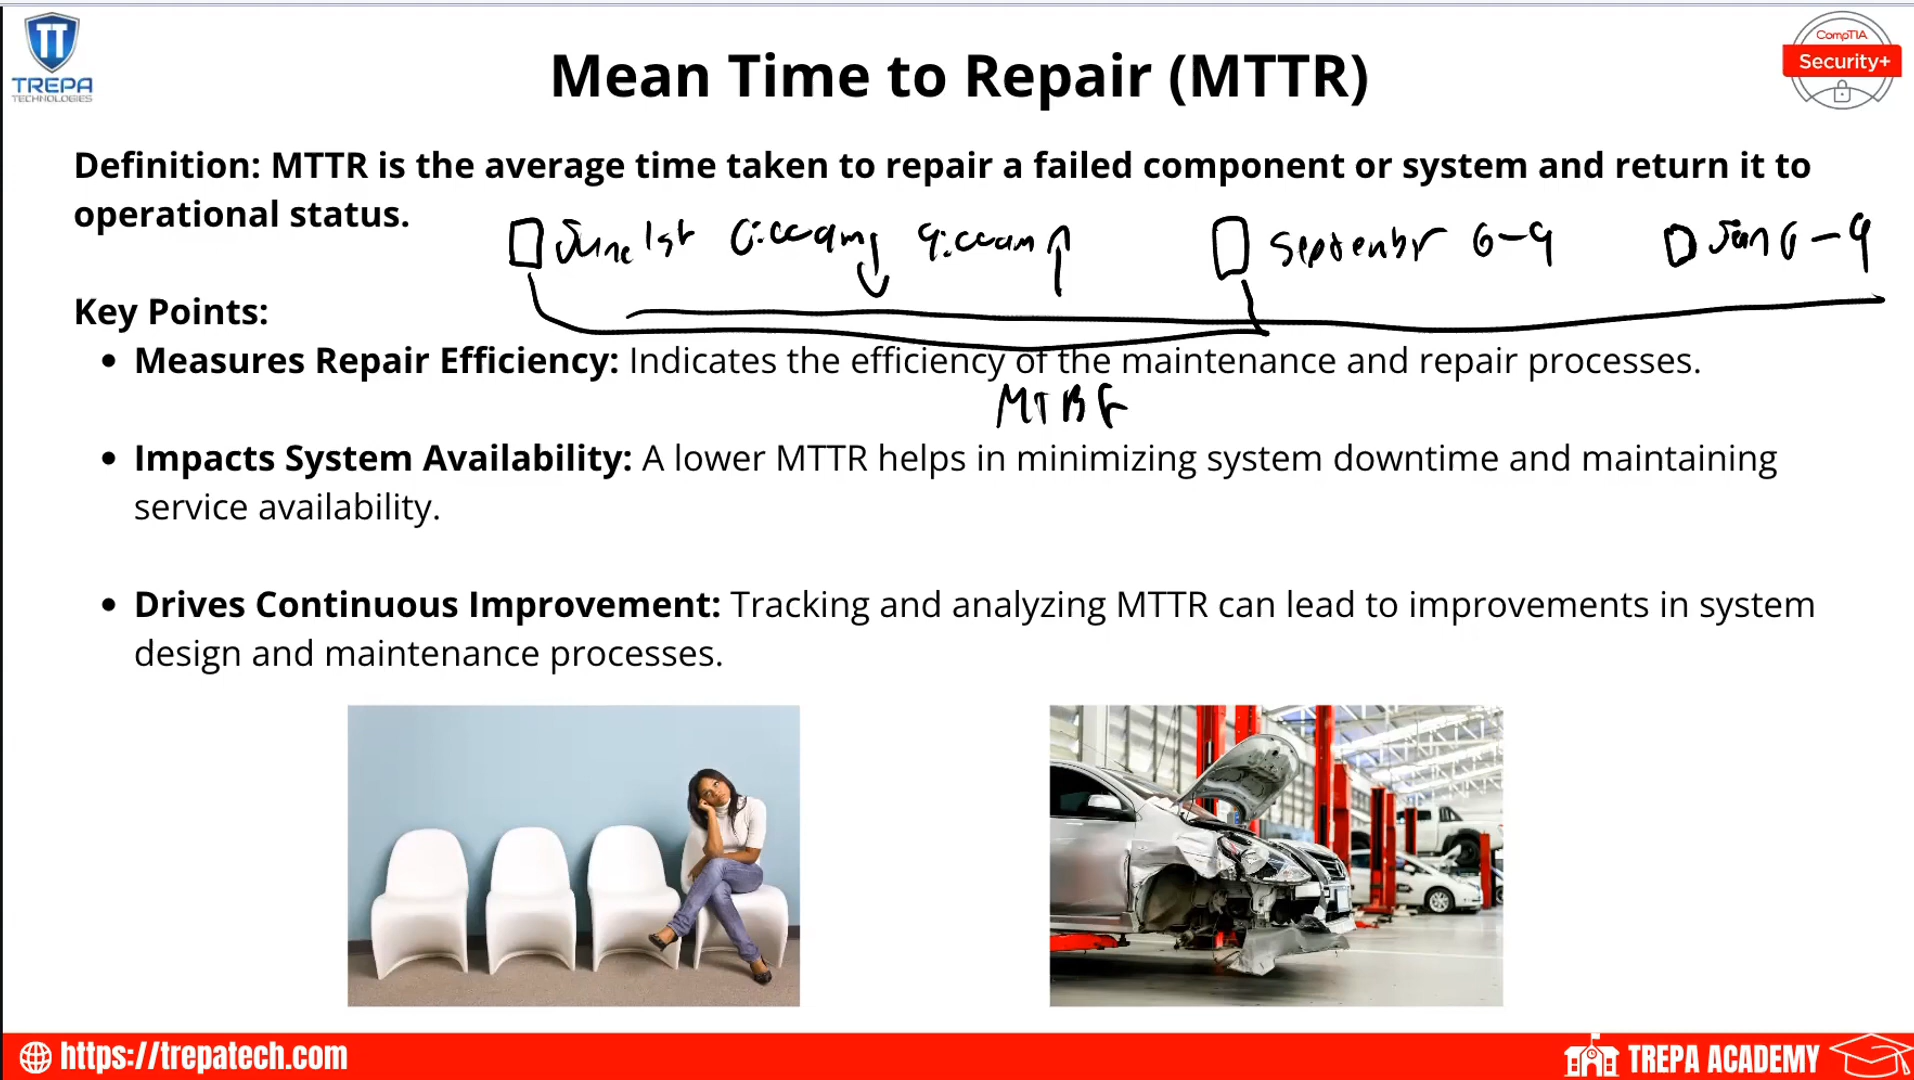 TT
TREPA
TECHNOLOGIES
Mean Time to Repair (MTTR)
CompTIA
Security+
Definition: MTTR is the average time taken to repair a failed component or system and return it to
operational status.
June 1st 6:00am 9:00am September 6-9 Jan 6-9
Key Points:
• Measures Repair Efficiency: Indicates the efficiency of the maintenance and repair processes.
MTBF
• Impacts System Availability: A lower MTTR helps in minimizing system downtime and maintaining
service availability.
• Drives Continuous Improvement: Tracking and analyzing MTTR can lead to improvements in system
design and maintenance processes.
https://trepatech.com
TREPA ACADEMY